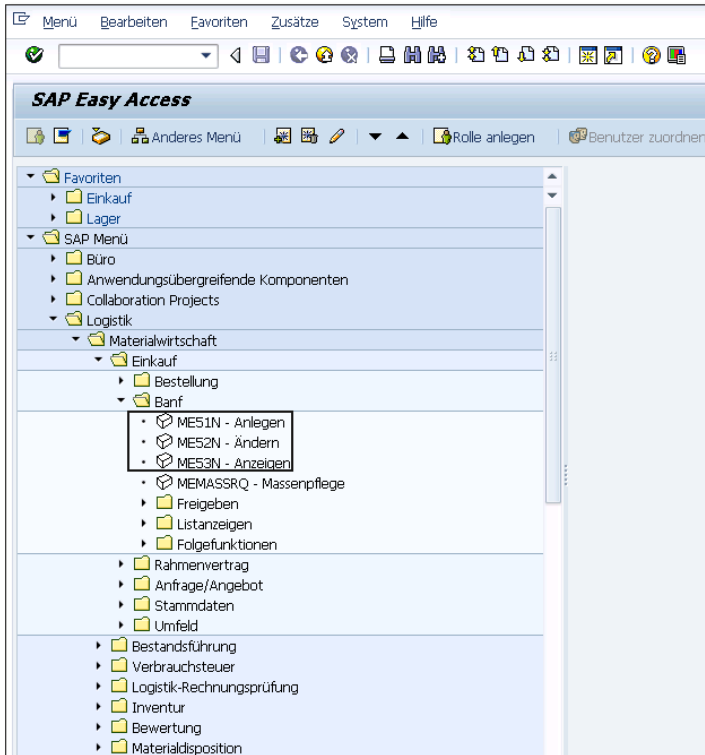 Menü Bearbeiten Favoriten Zusätze System Hilfe
SAP Easy Access
Anderes Menü Rolle anlegen Benutzer zuordnen
Favoriten
Einkauf
Lager
SAP Menü
Büro
Anwendungsübergreifende Komponenten
Collaboration Projects
Logistik
Materialwirtschaft
Einkauf
Bestellung
Banf
ME51N - Anlegen
ME52N - Ändern
ME53N - Anzeigen
MEMASSRQ - Massenpflege
Freigeben
Listanzeigen
Folgefunktionen
Rahmenvertrag
Anfrage/Angebot
Stammdaten
Umfeld
Bestandsführung
Verbrauchsteuer
Logistik-Rechnungsprüfung
Inventur
Bewertung
Materialdisposition